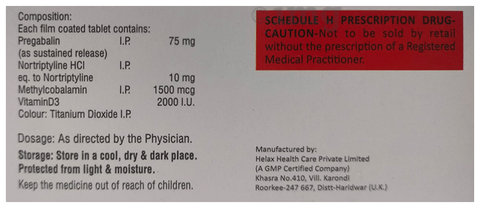 Composition:
Each film coated tablet contains:
Pregabalin I.P. 75 mg
(as sustained release)
Nortriptyline HCl I.P.
eq. to Nortriptyline 10 mg
Methylcobalamin I.P. 1500 mcg
VitaminD3 2000 I.U.
Colour: Titanium Dioxide I.P.
Dosage: As directed by the Physician.
Storage: Store in a cool, dry & dark place.
Protected from light & moisture.
Keep the medicine out of reach of children.
SCHEDULE H PRESCRIPTION DRUG-
CAUTION-Not to be sold by retail
without the prescription of a Registered
Medical Practitioner.
Manufactured by:
Helax Health Care Private Limited
(A GMP Certified Company)
Khasra No.410, Vill. Karondi
Roorkee-247 667, Distt-Haridwar (U.K.)